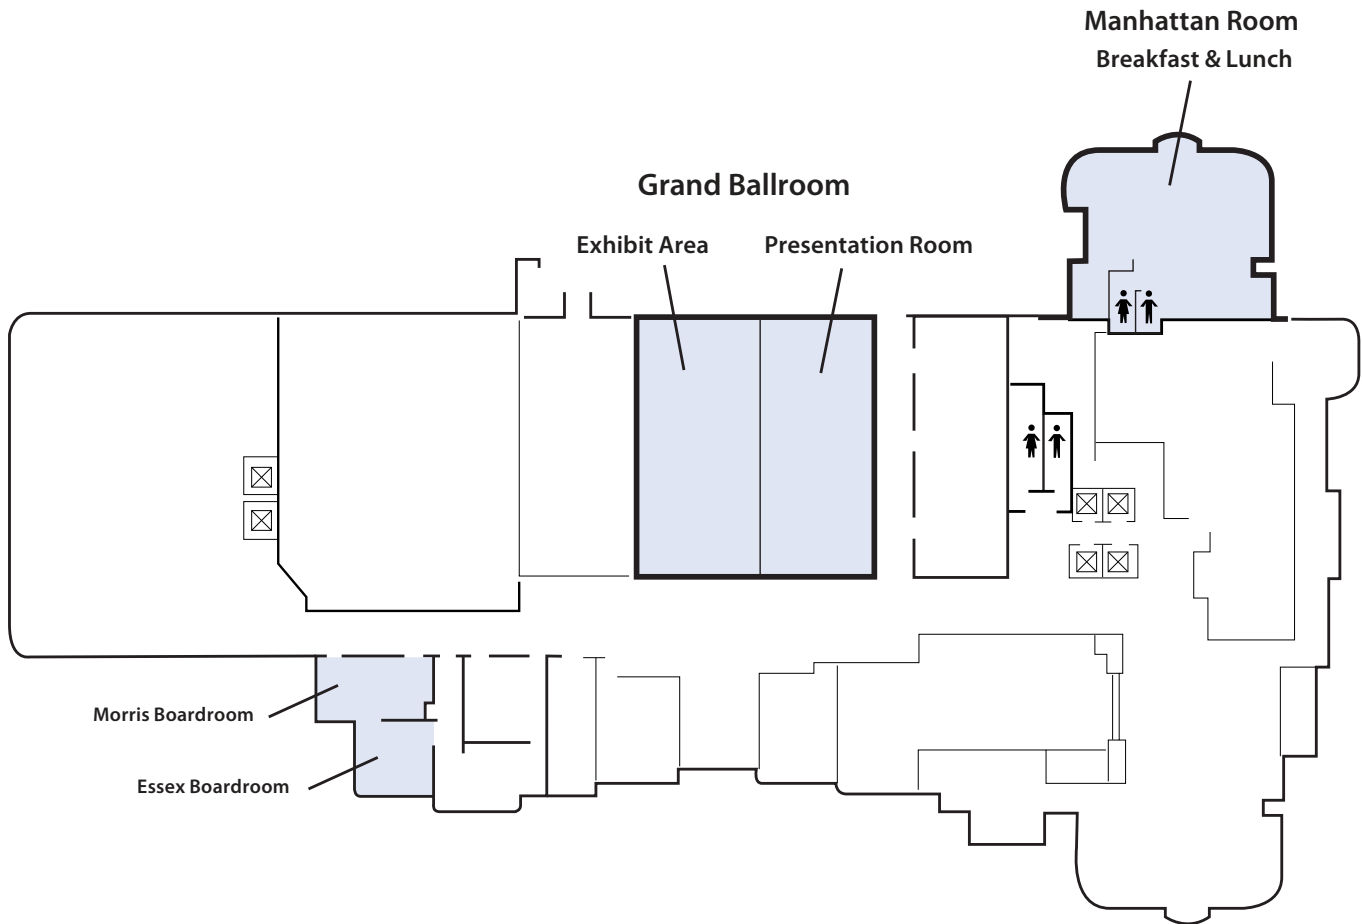 Manhattan Room
Breakfast & Lunch
Grand Ballroom
Exhibit Area
Presentation Room
Morris Boardroom
Essex Boardroom